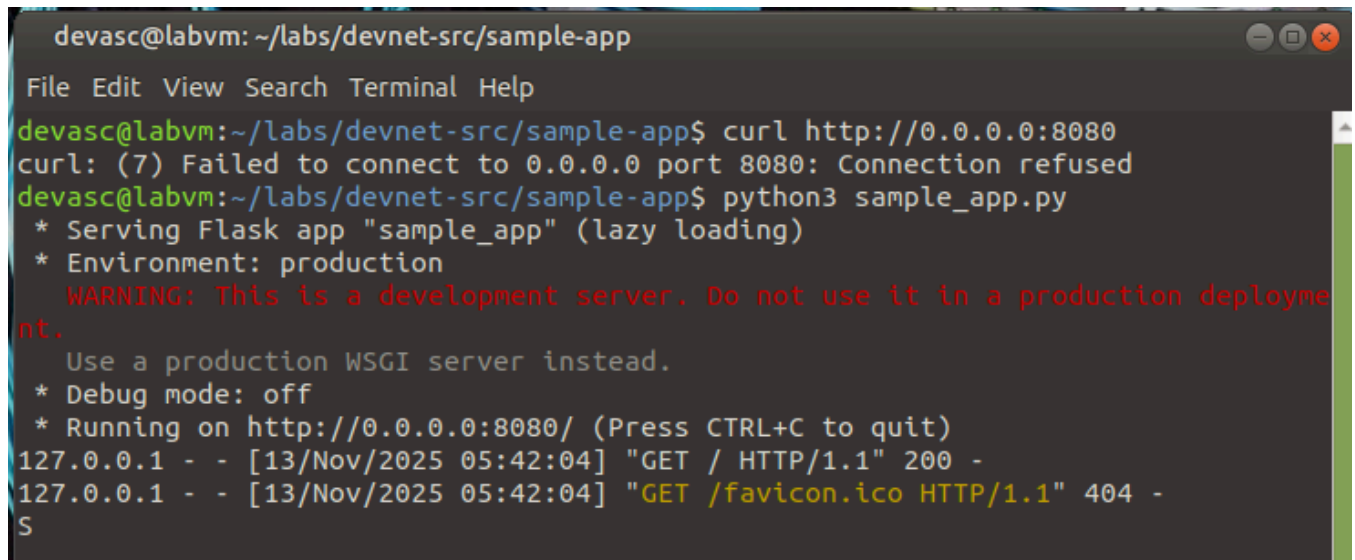 devasc@labvm: ~/labs/devnet-src/sample-app
File Edit View Search Terminal Help
devasc@labvm:~/labs/devnet-src/sample-app$ curl http://0.0.0.0:8080
curl: (7) Failed to connect to 0.0.0.0 port 8080: Connection refused
devasc@labvm:~/labs/devnet-src/sample-app$ python3 sample_app.py
 * Serving Flask app "sample_app" (lazy loading)
 * Environment: production
   WARNING: This is a development server. Do not use it in a production deployme
nt.
   Use a production WSGI server instead.
 * Debug mode: off
 * Running on http://0.0.0.0:8080/ (Press CTRL+C to quit)
127.0.0.1 - - [13/Nov/2025 05:42:04] "GET / HTTP/1.1" 200 -
127.0.0.1 - - [13/Nov/2025 05:42:04] "GET /favicon.ico HTTP/1.1" 404 -
S